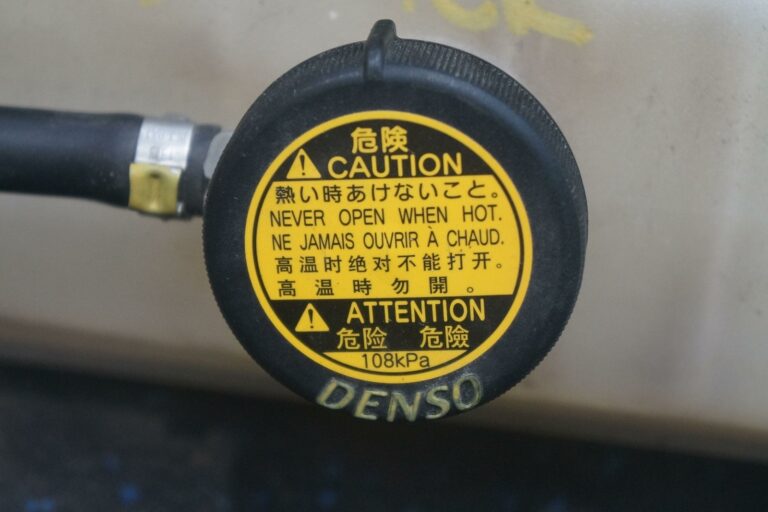 危険
CAUTION
熱い時あけないこと。
NEVER OPEN WHEN HOT.
NE JAMAIS OUVRIR À CHAUD.
高温时绝对不能打开。
高温時勿開。
ATTENTION
危险 危險
108kPa
DENSO